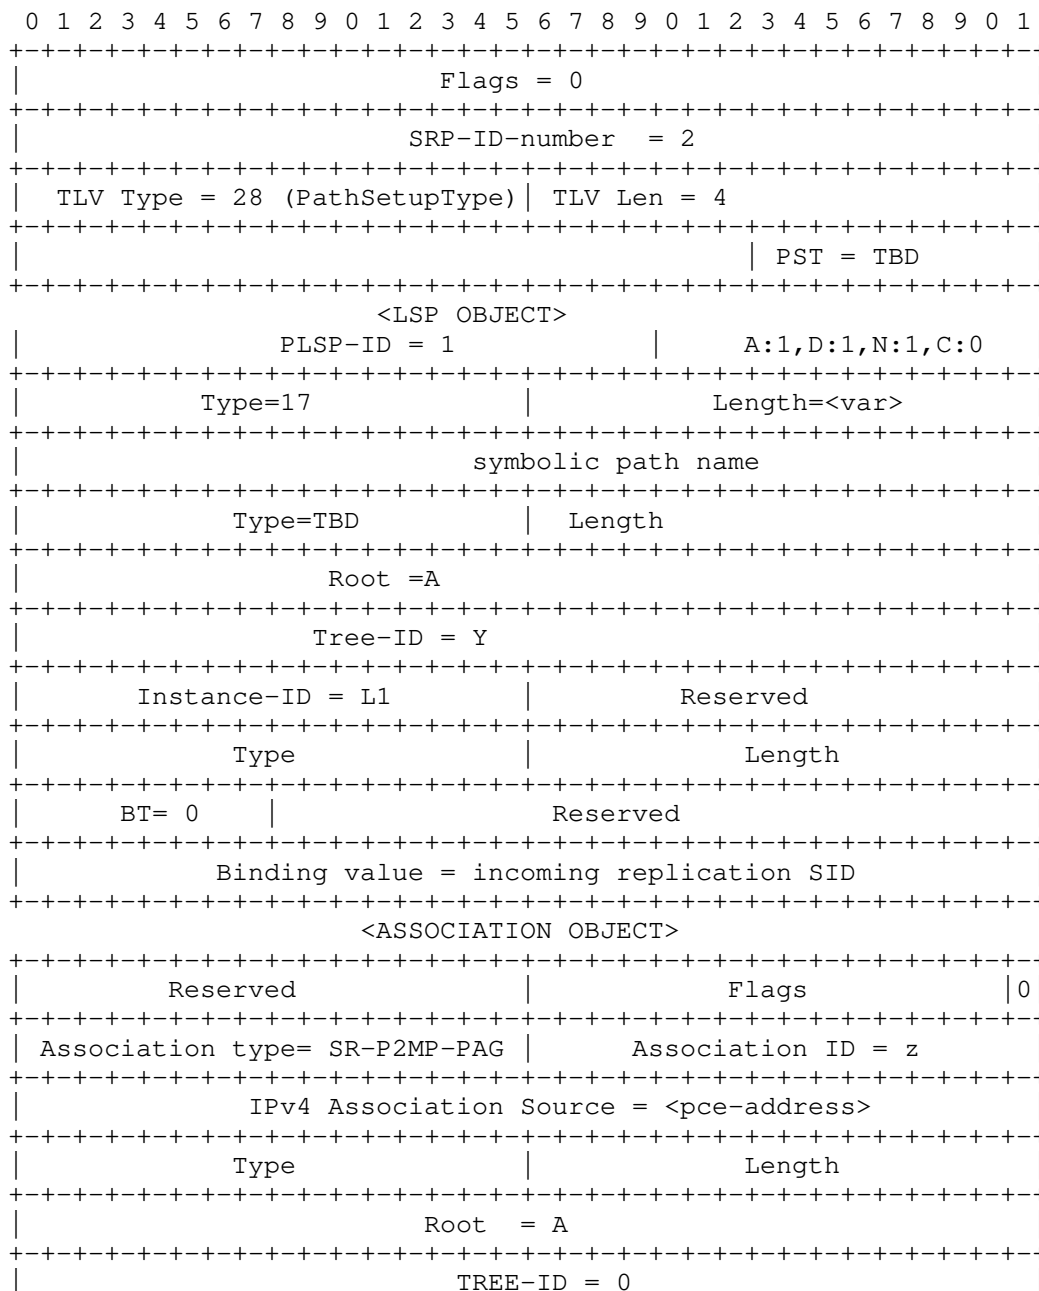 0 1 2 3 4 5 6 7 8 9 0 1 2 3 4 5 6 7 8 9 0 1 2 3 4 5 6 7 8 9 0 1
+-+-+-+-+-+-+-+-+-+-+-+-+-+-+-+-+-+-+-+-+-+-+-+-+-+-+-+-+-+-+-+-+-
| Flags = 0
+-+-+-+-+-+-+-+-+-+-+-+-+-+-+-+-+-+-+-+-+-+-+-+-+-+-+-+-+-+-+-+-+-
| SRP-ID-number = 2
+-+-+-+-+-+-+-+-+-+-+-+-+-+-+-+-+-+-+-+-+-+-+-+-+-+-+-+-+-+-+-+-+-
| TLV Type = 28 (PathSetupType)| TLV Len = 4
+-+-+-+-+-+-+-+-+-+-+-+-+-+-+-+-+-+-+-+-+-+-+-+-+-+-+-+-+-+-+-+-+-
| | PST = TBD
+-+-+-+-+-+-+-+-+-+-+-+-+-+-+-+-+-+-+-+-+-+-+-+-+-+-+-+-+-+-+-+-+-
<LSP OBJECT>
| PLSP-ID = 1 | A:1,D:1,N:1,C:0
+-+-+-+-+-+-+-+-+-+-+-+-+-+-+-+-+-+-+-+-+-+-+-+-+-+-+-+-+-+-+-+-+-
| Type=17 | Length=<var>
+-+-+-+-+-+-+-+-+-+-+-+-+-+-+-+-+-+-+-+-+-+-+-+-+-+-+-+-+-+-+-+-+-
| symbolic path name
+-+-+-+-+-+-+-+-+-+-+-+-+-+-+-+-+-+-+-+-+-+-+-+-+-+-+-+-+-+-+-+-+-
| Type=TBD | Length
+-+-+-+-+-+-+-+-+-+-+-+-+-+-+-+-+-+-+-+-+-+-+-+-+-+-+-+-+-+-+-+-+-
| Root =A
+-+-+-+-+-+-+-+-+-+-+-+-+-+-+-+-+-+-+-+-+-+-+-+-+-+-+-+-+-+-+-+-+-
| Tree-ID = Y
+-+-+-+-+-+-+-+-+-+-+-+-+-+-+-+-+-+-+-+-+-+-+-+-+-+-+-+-+-+-+-+-+-
| Instance-ID = L1 | Reserved
+-+-+-+-+-+-+-+-+-+-+-+-+-+-+-+-+-+-+-+-+-+-+-+-+-+-+-+-+-+-+-+-+-
| Type | Length
+-+-+-+-+-+-+-+-+-+-+-+-+-+-+-+-+-+-+-+-+-+-+-+-+-+-+-+-+-+-+-+-+-
| BT= 0 | Reserved
+-+-+-+-+-+-+-+-+-+-+-+-+-+-+-+-+-+-+-+-+-+-+-+-+-+-+-+-+-+-+-+-+-
| Binding value = incoming replication SID
+-+-+-+-+-+-+-+-+-+-+-+-+-+-+-+-+-+-+-+-+-+-+-+-+-+-+-+-+-+-+-+-+-
<ASSOCIATION OBJECT>
+-+-+-+-+-+-+-+-+-+-+-+-+-+-+-+-+-+-+-+-+-+-+-+-+-+-+-+-+-+-+-+-+-
| Reserved | Flags |0
+-+-+-+-+-+-+-+-+-+-+-+-+-+-+-+-+-+-+-+-+-+-+-+-+-+-+-+-+-+-+-+-+-
| Association type= SR-P2MP-PAG | Association ID = z
+-+-+-+-+-+-+-+-+-+-+-+-+-+-+-+-+-+-+-+-+-+-+-+-+-+-+-+-+-+-+-+-+-
| IPv4 Association Source = <pce-address>
+-+-+-+-+-+-+-+-+-+-+-+-+-+-+-+-+-+-+-+-+-+-+-+-+-+-+-+-+-+-+-+-+-
| Type | Length
+-+-+-+-+-+-+-+-+-+-+-+-+-+-+-+-+-+-+-+-+-+-+-+-+-+-+-+-+-+-+-+-+-
| Root = A
+-+-+-+-+-+-+-+-+-+-+-+-+-+-+-+-+-+-+-+-+-+-+-+-+-+-+-+-+-+-+-+-+-
| TREE-ID = 0